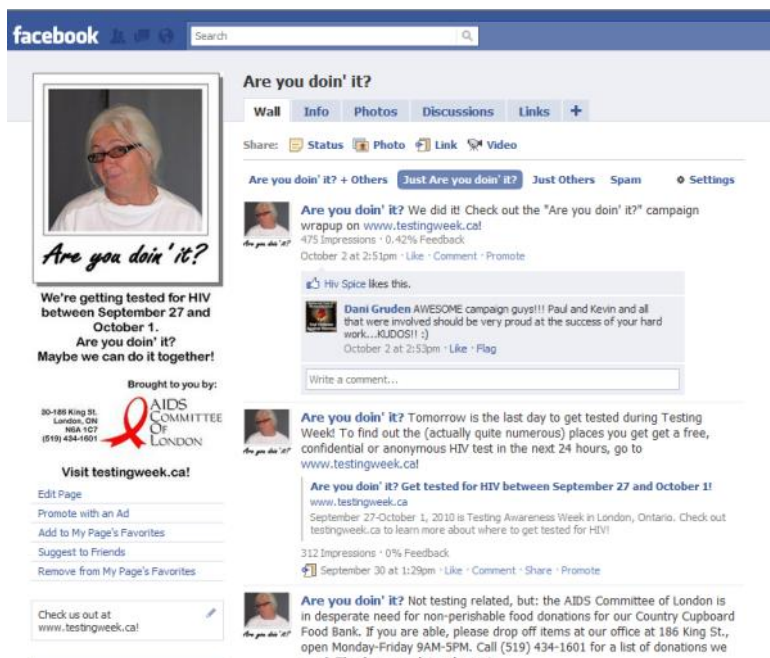 facebook
Search
Are you doin' it?
Wall Info Photos Discussions Links +
Share: Status Photo Link Video
Are you doin' it? + Others Just Are you doin' it? Just Others Spam Settings
Are you doin' it? We did it! Check out the "Are you doin' it?" campaign
wrapup on www.testingweek.ca!
475 Impressions · 0.42% Feedback
October 2 at 2:51pm · Like · Comment · Promote
Hiv Spice likes this.
Dani Gruden AWESOME campaign guys!!! Paul and Kevin and all
that were involved should be very proud at the success of your hard
work...KUDOS!! :)
October 2 at 2:53pm · Like · Flag
Write a comment...
Are you doin' it? Tomorrow is the last day to get tested during Testing
Week! To find out the (actually quite numerous) places you get get a free,
confidential or anonymous HIV test in the next 24 hours, go to
www.testingweek.ca!
Are you doin' it? Get tested for HIV between September 27 and October 1!
www.testingweek.ca
September 27-October 1, 2010 is Testing Awareness Week in London, Ontario. Check out
testingweek.ca to learn more about where to get tested for HIV!
312 Impressions · 0% Feedback
September 30 at 1:29pm · Like · Comment · Share · Promote
Are you doin' it? Not testing related, but: the AIDS Committee of London is
in desperate need for non-perishable food donations for our Country Cupboard
Food Bank. If you are able, please drop off items at our office at 186 King St.,
open Monday-Friday 9AM-5PM. Call (519) 434-1601 for a list of donations we
Are you doin' it?
We're getting tested for HIV
between September 27 and
October 1.
Are you doin' it?
Maybe we can do it together!
Brought to you by:
30-186 King St.
London, ON
N6A 1C7
(519) 434-1601
AIDS
COMMITTEE
OF
LONDON
Visit testingweek.ca!
Edit Page
Promote with an Ad
Add to My Page's Favorites
Suggest to Friends
Remove from My Page's Favorites
Check us out at
www.testingweek.ca!